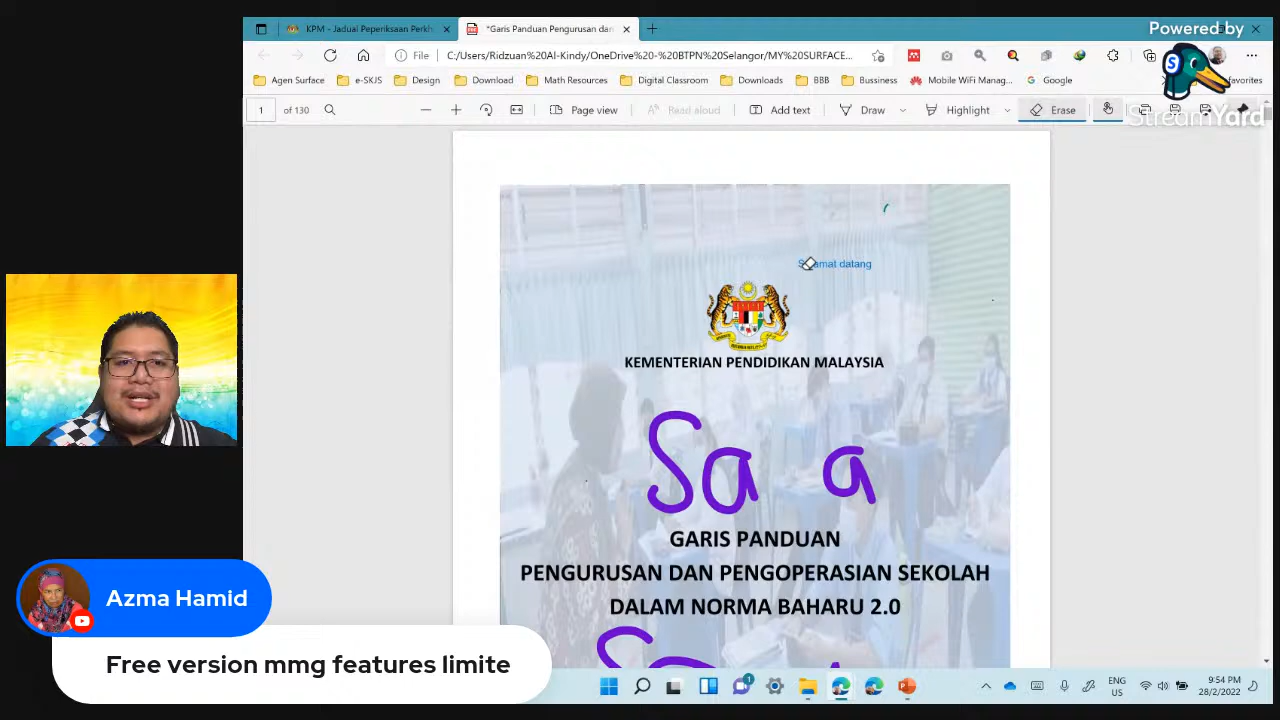 KPM - Jadual Peperiksaan Perkh
*Garis Panduan Pengurusan dan
Powered by
StreamYard
File
C:/Users/Ridzuan%20Al-Kindy/OneDrive%20-%20BTPN%20Selangor/MY%20SURFACE...
Agen Surface
e-SKJS
Design
Download
Math Resources
Digital Classroom
Downloads
BBB
Bussiness
Mobile WiFi Manag...
Google
favorites
1 of 130
Page view
Read aloud
Add text
Draw
Highlight
Erase
amat datang
KEMENTERIAN PENDIDIKAN MALAYSIA
Sa a
GARIS PANDUAN
PENGURUSAN DAN PENGOPERASIAN SEKOLAH
DALAM NORMA BAHARU 2.0
Azma Hamid
Free version mmg features limite
1
ENG
US
9:54 PM
28/2/2022